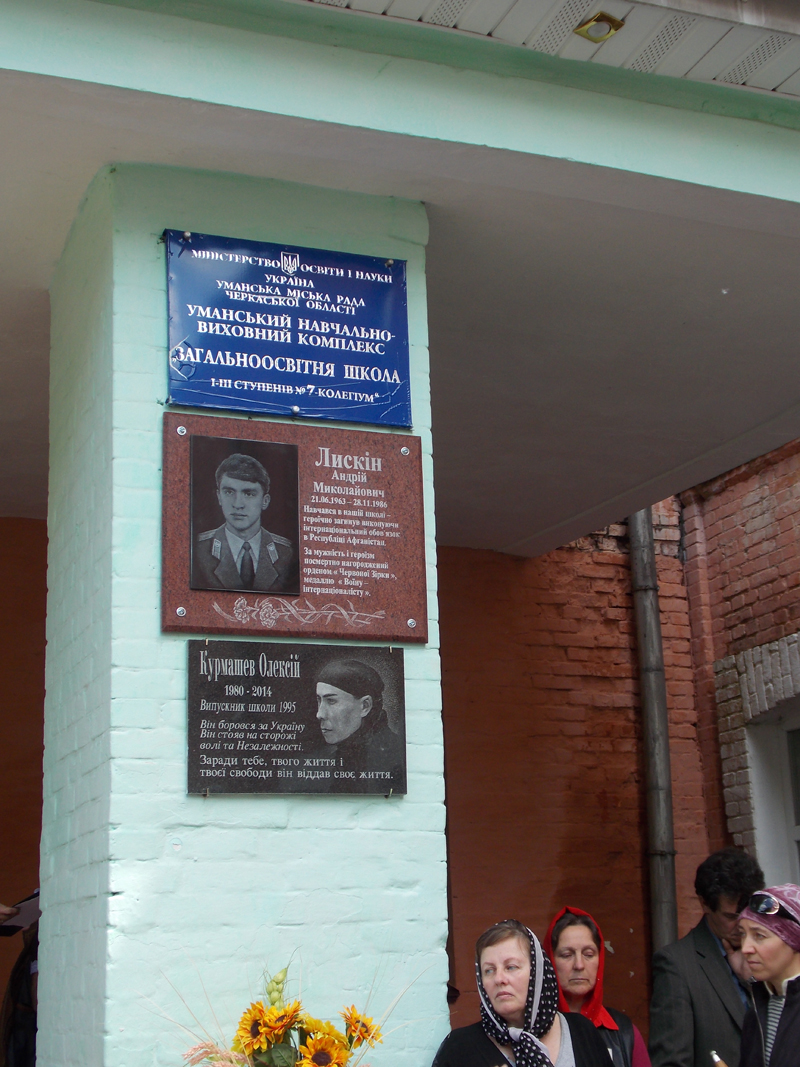 МІНІСТЕРСТВО ОСВІТИ І НАУКИ
УКРАЇНА
УМАНСЬКА МІСЬКА РАДА
ЧЕРКАСЬКОЇ ОБЛАСТІ
УМАНСЬКИЙ НАВЧАЛЬНО-
ВИХОВНИЙ КОМПЛЕКС
„ЗАГАЛЬНООСВІТНЯ ШКОЛА
І-ІІІ СТУПЕНІВ №7-КОЛЕГІУМ“
Лискін
Андрій
Миколайович
21.06.1963 – 28.11.1986
Навчався в нашій школі –
героїчно загинув виконуючи
інтернаціональний обов'язок
в Республіці Афганістан.
За мужність і героїзм
посмертно нагороджений
орденом « Червоної Зірки »,
медаллю « Воїну –
інтернаціоналісту ».
Курмашев Олексій
1980 - 2014
Випускник школи 1995
Він боровся за Україну
Він стояв на сторожі
волі та Незалежності.
Заради тебе, твого життя і
твоєї свободи він віддав своє життя.